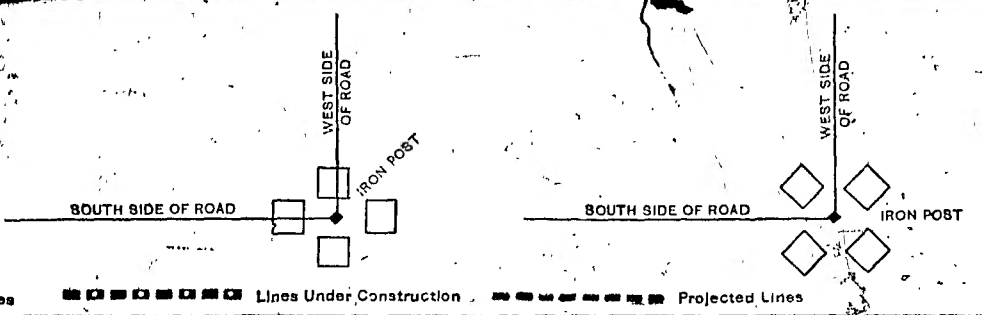 WEST SIDE
OF ROAD
IRON POST
SOUTH SIDE OF ROAD
WEST SIDE
OF ROAD
SOUTH SIDE OF ROAD
IRON POST
Lines Under Construction
Projected Lines